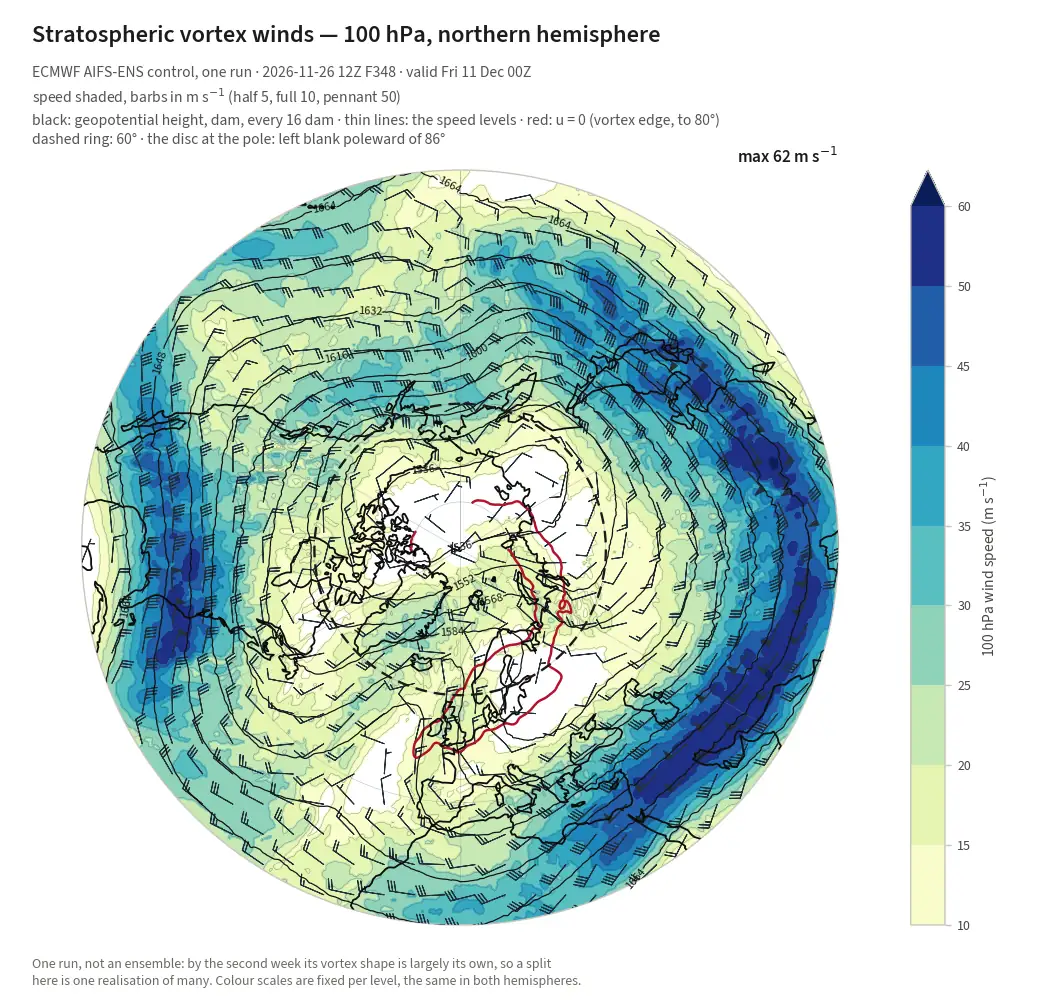 Stratospheric vortex winds — 100 hPa, northern hemisphere
ECMWF AIFS-ENS control, one run · 2026-11-26 12Z F348 · valid Fri 11 Dec 00Z
speed shaded, barbs in m s⁻¹ (half 5, full 10, pennant 50)
black: geopotential height, dam, every 16 dam · thin lines: the speed levels · red: u = 0 (vortex edge, to 80°)
dashed ring: 60° · the disc at the pole: left blank poleward of 86°
max 62 m s⁻¹
1664
1664
1664
1632
1648
1616
1600
1536
1536
1552
1568
1584
1664
60
50
45
40
35
30
25
20
15
10
100 hPa wind speed (m s⁻¹)
One run, not an ensemble: by the second week its vortex shape is largely its own, so a split
here is one realisation of many. Colour scales are fixed per level, the same in both hemispheres.